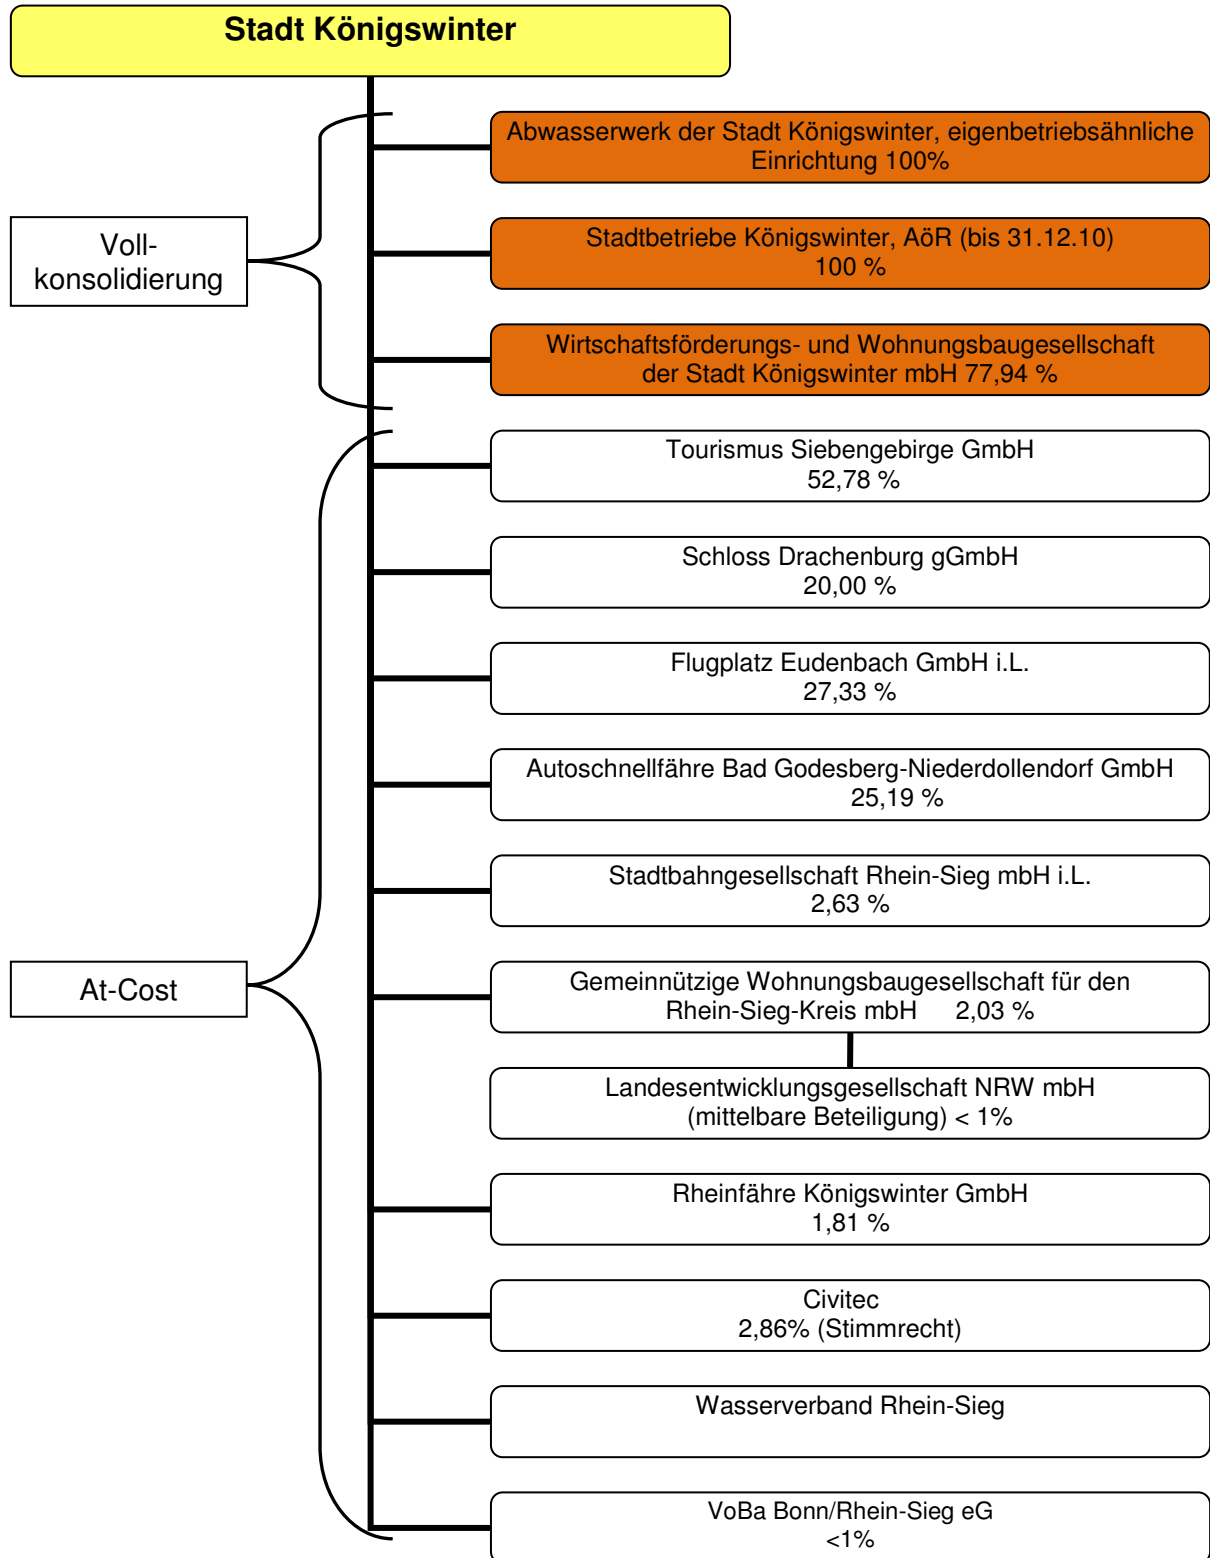 Stadt Königswinter
Abwasserwerk der Stadt Königswinter, eigenbetriebsähnliche
Einrichtung 100%
Voll-
konsolidierung
Stadtbetriebe Königswinter, AöR (bis 31.12.10)
100 %
Wirtschaftsförderungs- und Wohnungsbaugesellschaft
der Stadt Königswinter mbH 77,94 %
Tourismus Siebengebirge GmbH
52,78 %
Schloss Drachenburg gGmbH
20,00 %
Flugplatz Eudenbach GmbH i.L.
27,33 %
Autoschnellfähre Bad Godesberg-Niederdollendorf GmbH
25,19 %
Stadtbahngesellschaft Rhein-Sieg mbH i.L.
2,63 %
At-Cost
Gemeinnützige Wohnungsbaugesellschaft für den
Rhein-Sieg-Kreis mbH 2,03 %
Landesentwicklungsgesellschaft NRW mbH
(mittelbare Beteiligung) < 1%
Rheinfähre Königswinter GmbH
1,81 %
Civitec
2,86% (Stimmrecht)
Wasserverband Rhein-Sieg
VoBa Bonn/Rhein-Sieg eG
<1%